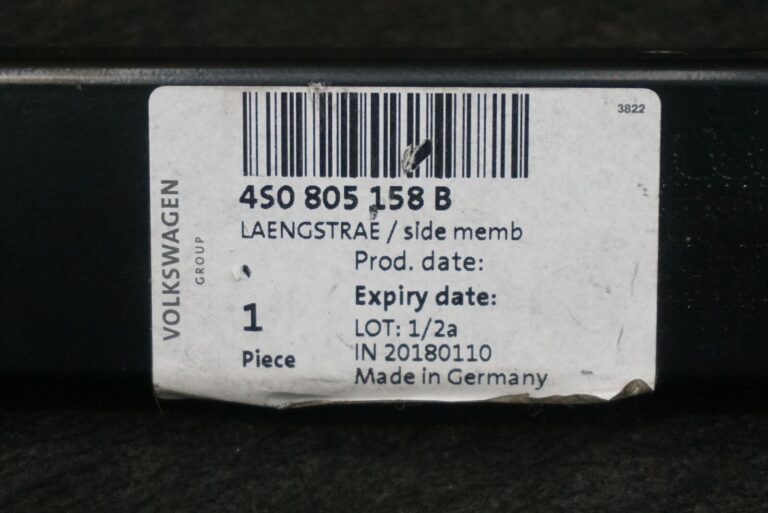 3822
4S0 805 158 B
LAENGSTRAE / side memb
Prod. date:
Expiry date:
1
Piece
LOT: 1/2a
IN 20180110
Made in Germany
VOLKSWAGEN
GROUP